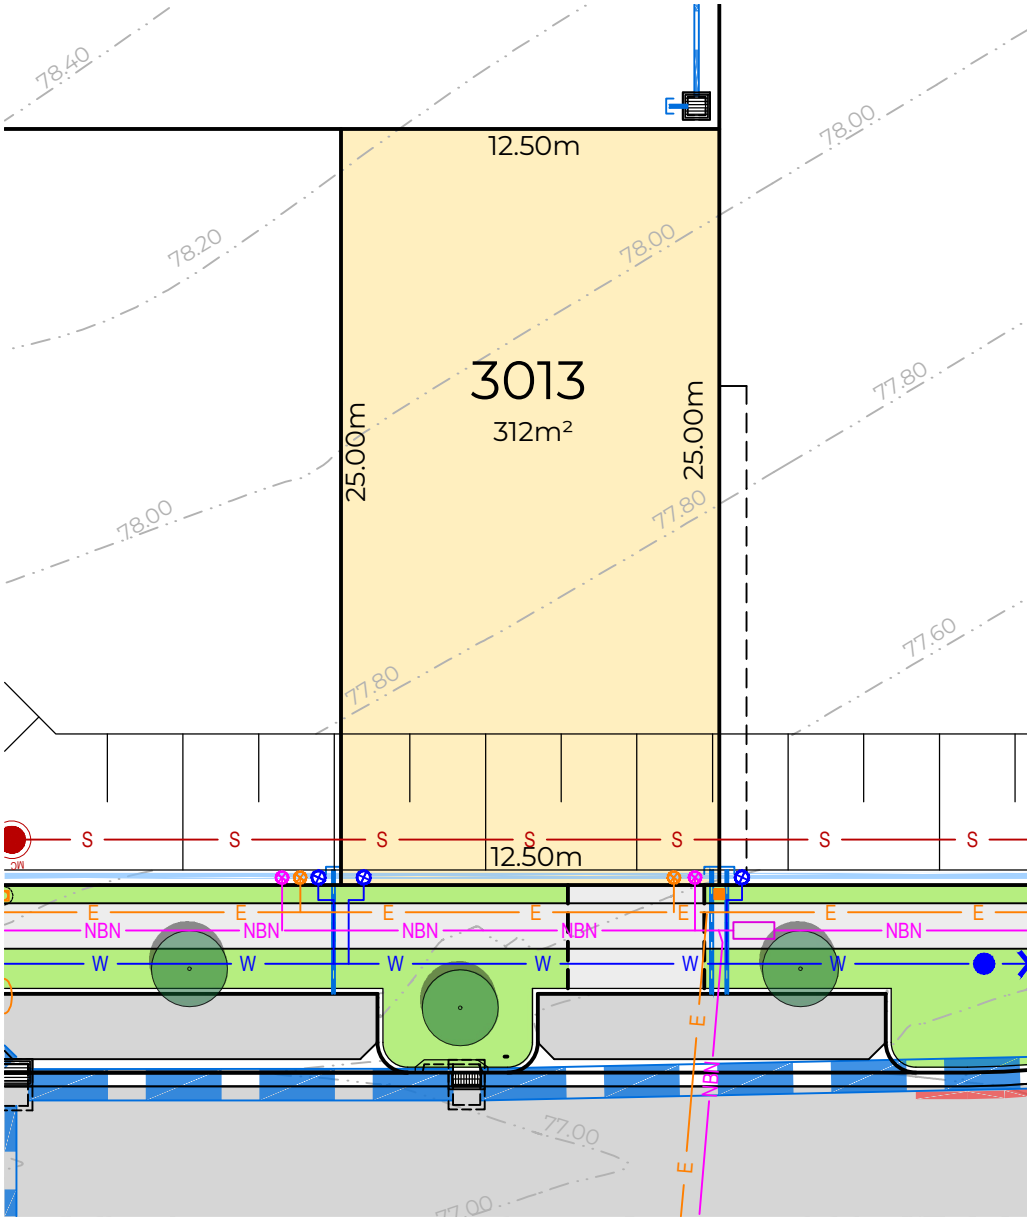 78.40
12.50m
78.00
78.20
78.00
3013
312m²
77.80
25.00m
25.00m
78.00
77.80
77.60
77.80
S S S S S S S
MC
12.50m
E E E E E E E
NBN NBN NBN NBN NBN
W W W W W W
E
NBN
77.00
E
77.00